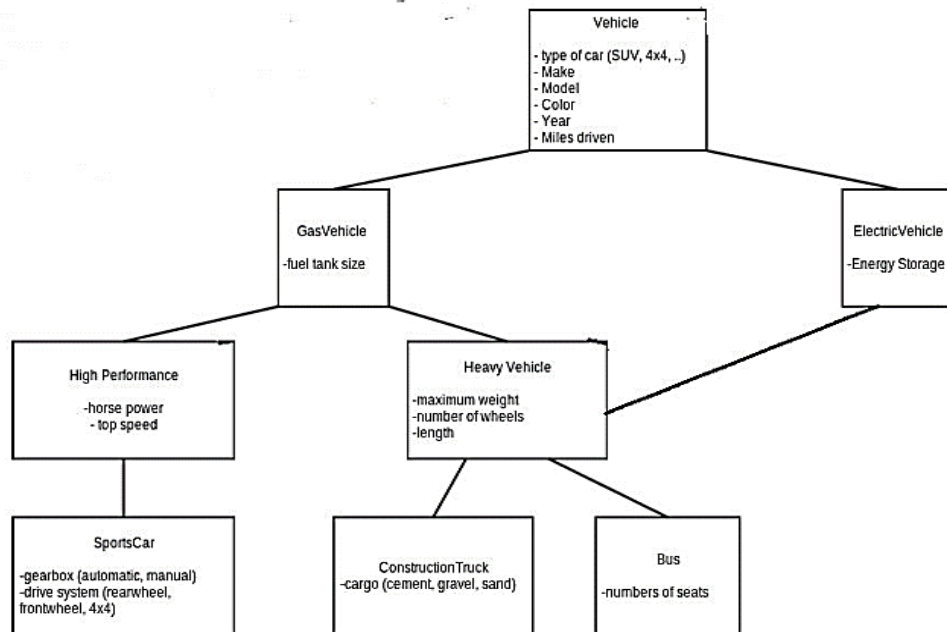 Vehicle
- type of car (SUV, 4x4, ..)
- Make
- Model
- Color
- Year
- Miles driven
GasVehicle
-fuel tank size
ElectricVehicle
-Energy Storage
High Performance
-horse power
- top speed
Heavy Vehicle
-maximum weight
-number of wheels
-length
SportsCar
-gearbox (automatic, manual)
-drive system (rearwheel,
frontwheel, 4x4)
ConstructionTruck
-cargo (cement, gravel, sand)
Bus
-numbers of seats